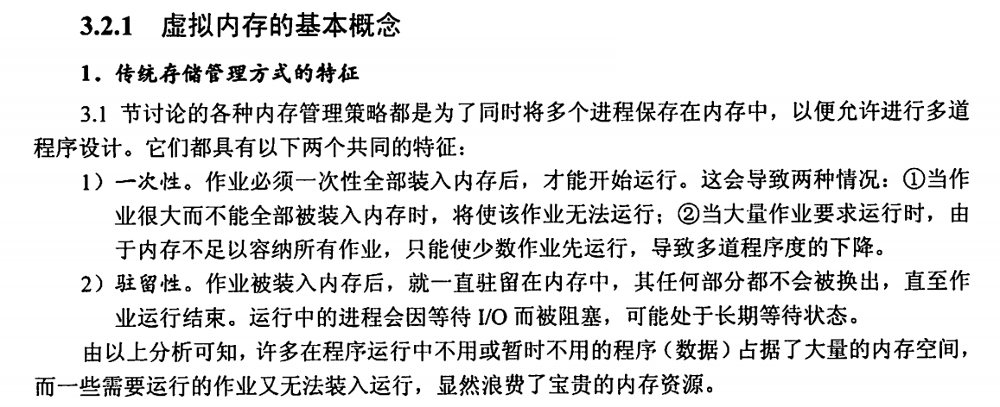 3.2.1 虚拟内存的基本概念
1. 传统存储管理方式的特征
3.1 节讨论的各种内存管理策略都是为了同时将多个进程保存在内存中，以便允许进行多道
程序设计。它们都具有以下两个共同的特征：
1）一次性。作业必须一次性全部装入内存后，才能开始运行。这会导致两种情况：①当作
业很大而不能全部被装入内存时，将使该作业无法运行；②当大量作业要求运行时，由
于内存不足以容纳所有作业，只能使少数作业先运行，导致多道程序度的下降。
2）驻留性。作业被装入内存后，就一直驻留在内存中，其任何部分都不会被换出，直至作
业运行结束。运行中的进程会因等待 I/O 而被阻塞，可能处于长期等待状态。
由以上分析可知，许多在程序运行中不用或暂时不用的程序（数据）占据了大量的内存空间，
而一些需要运行的作业又无法装入运行，显然浪费了宝贵的内存资源。